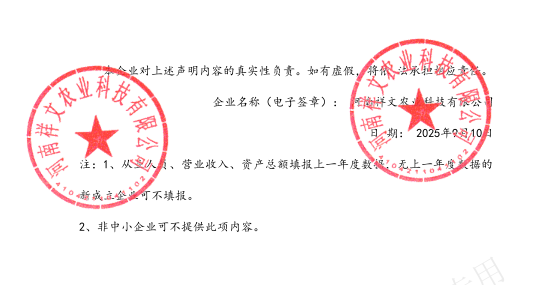 本企业对上述声明内容的真实性负责。如有虚假，将依法承担相应责任。
企业名称（电子签章）： 河南祥文农业科技有限公司
日 期： 2025年9月10日
注：1、从业人员、营业收入、资产总额填报上一年度数据，无上一年度数据的
新成立企业可不填报。
2、非中小企业可不提供此项内容。
河南祥文农业科技有限公司
河南祥文农业科技有限公司
用